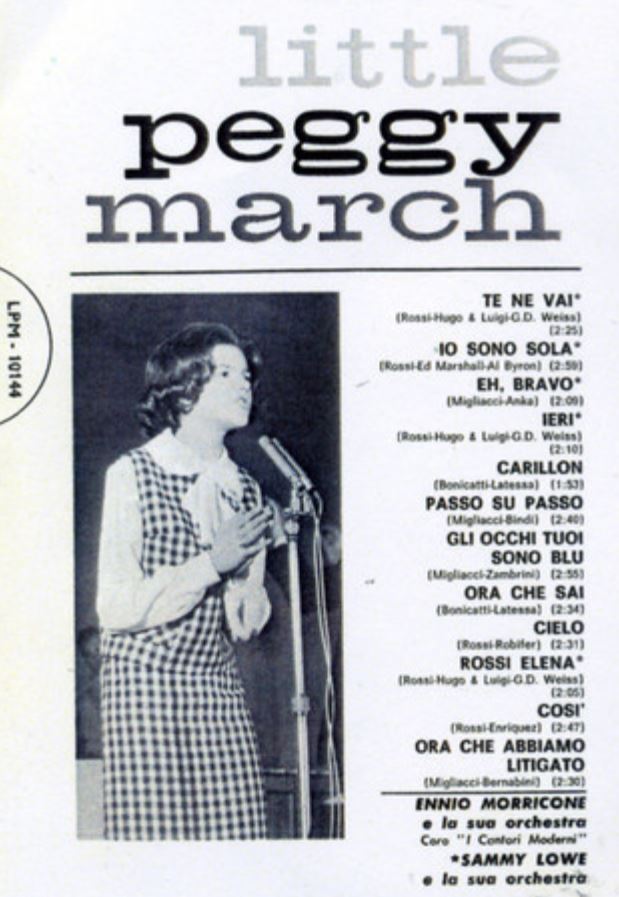 little
peggy
march
LPM - 10144
TE NE VAI*
(Rossi-Hugo & Luigi-G.D. Weiss)
(2:25)
IO SONO SOLA*
(Rossi-Ed Marshall-Al Byron) (2:59)
EH, BRAVO*
(Migliacci-Anka) (2:09)
IERI*
(Rossi-Hugo & Luigi-G.D. Weiss)
(2:10)
CARILLON
(Bonicatti-Latessa) (1:53)
PASSO SU PASSO
(Migliacci-Bindi) (2:40)
GLI OCCHI TUOI
SONO BLU
(Migliacci-Zambrini) (2:55)
ORA CHE SAI
(Bonicatti-Latessa) (2:34)
CIELO
(Rossi-Robifer) (2:31)
ROSSI ELENA*
(Rossi-Hugo & Luigi-G.D. Weiss)
(2:05)
COSI'
(Rossi-Enriquez) (2:47)
ORA CHE ABBIAMO
LITIGATO
(Migliacci-Bernabini) (2:30)
ENNIO MORRICONE
e la sua orchestra
Coro "I Cantori Moderni"
*SAMMY LOWE
e la sua orchestra